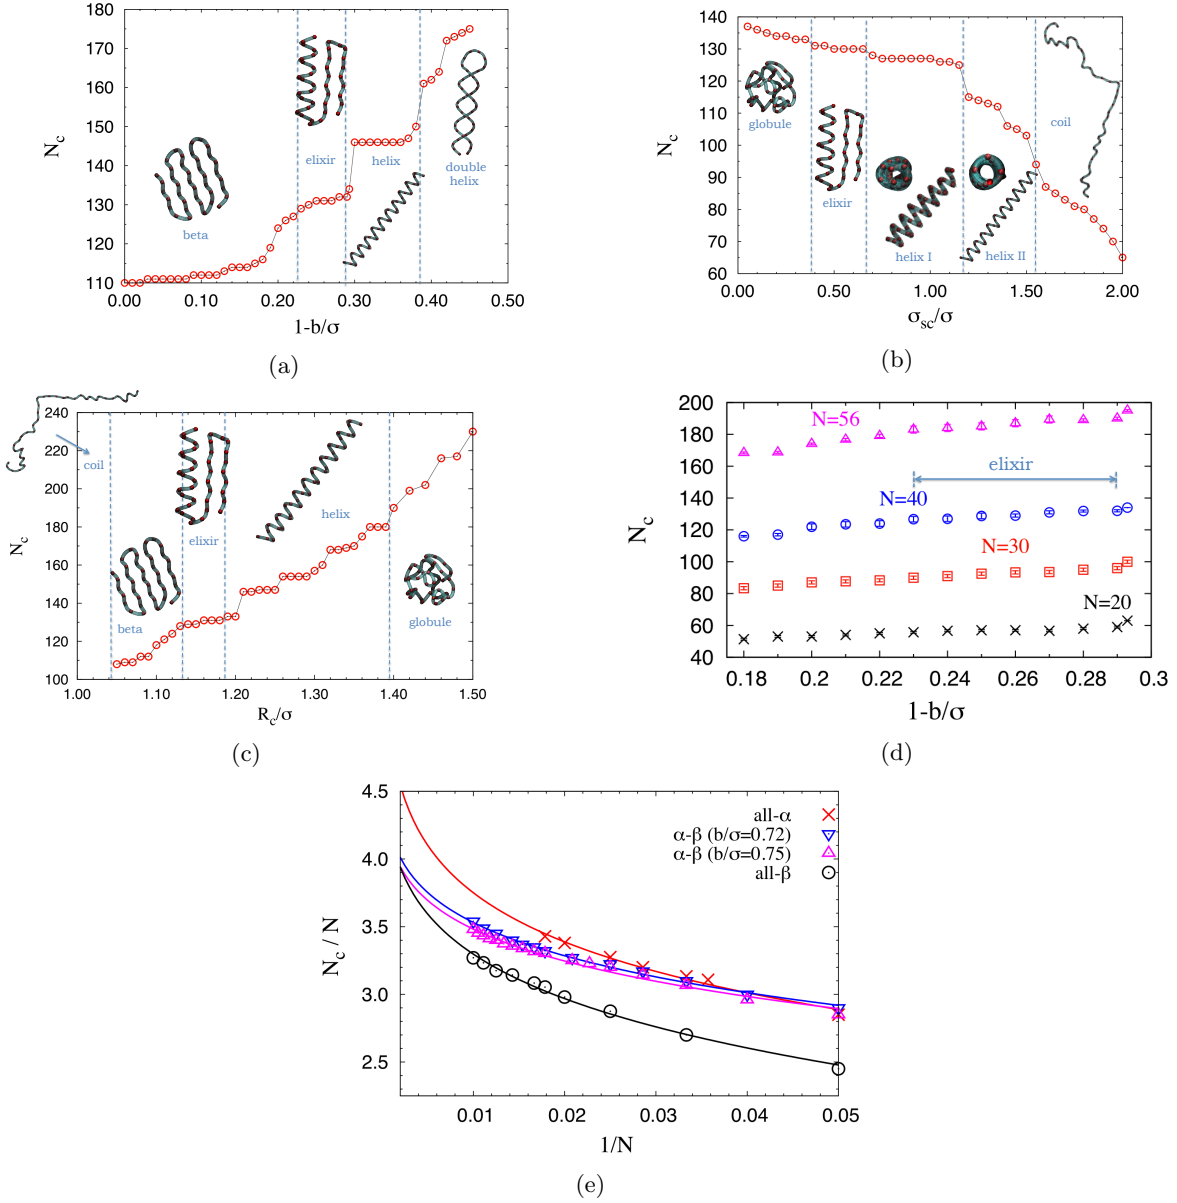 180
170
160
150
140
130
120
110
N_c
0.00 0.10 0.20 0.30 0.40 0.50
1-b/σ
beta
elixir
helix
double
helix
(a)
140
130
120
110
100
90
80
70
60
N_c
0.00 0.50 1.00 1.50 2.00
σ_sc/σ
globule
elixir
helix I
helix II
coil
(b)
240
220
200
180
160
140
120
100
N_c
1.00 1.10 1.20 1.30 1.40 1.50
R_c/σ
coil
beta
elixir
helix
globule
(c)
200
180
160
140
120
100
80
60
40
N_c
0.18 0.2 0.22 0.24 0.26 0.28 0.3
1-b/σ
N=56
elixir
N=40
N=30
N=20
(d)
4.5
4.0
3.5
3.0
2.5
N_c / N
0.01 0.02 0.03 0.04 0.05
1/N
all-α
α-β (b/σ=0.72)
α-β (b/σ=0.75)
all-β
(e)